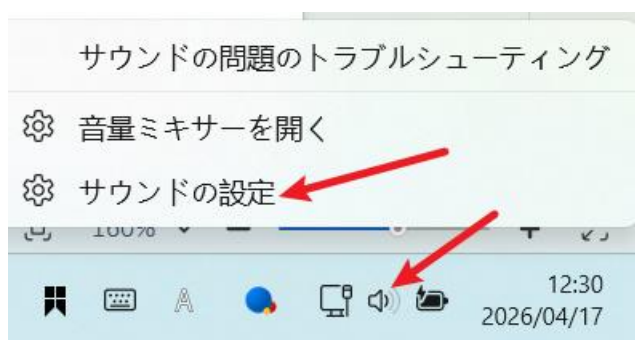 サウンドの問題のトラブルシューティング
音量ミキサーを開く
サウンドの設定
160%
A
12:30
2026/04/17